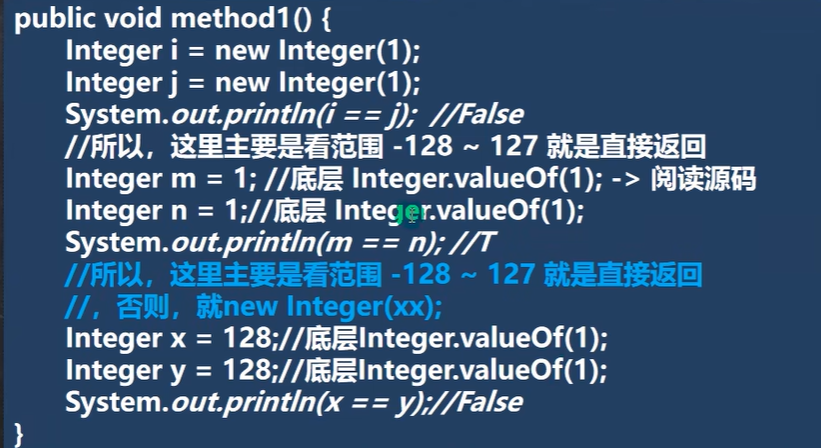 public void method1() {
Integer i = new Integer(1);
Integer j = new Integer(1);
System.out.println(i == j);  //False
//所以，这里主要是看范围 -128 ~ 127 就是直接返回
Integer m = 1; //底层 Integer.valueOf(1); -> 阅读源码
Integer n = 1;//底层 Integer.valueOf(1);
System.out.println(m == n); //T
//所以，这里主要是看范围 -128 ~ 127 就是直接返回
//，否则，就new Integer(xx);
Integer x = 128;//底层Integer.valueOf(1);
Integer y = 128;//底层Integer.valueOf(1);
System.out.println(x == y);//False
}